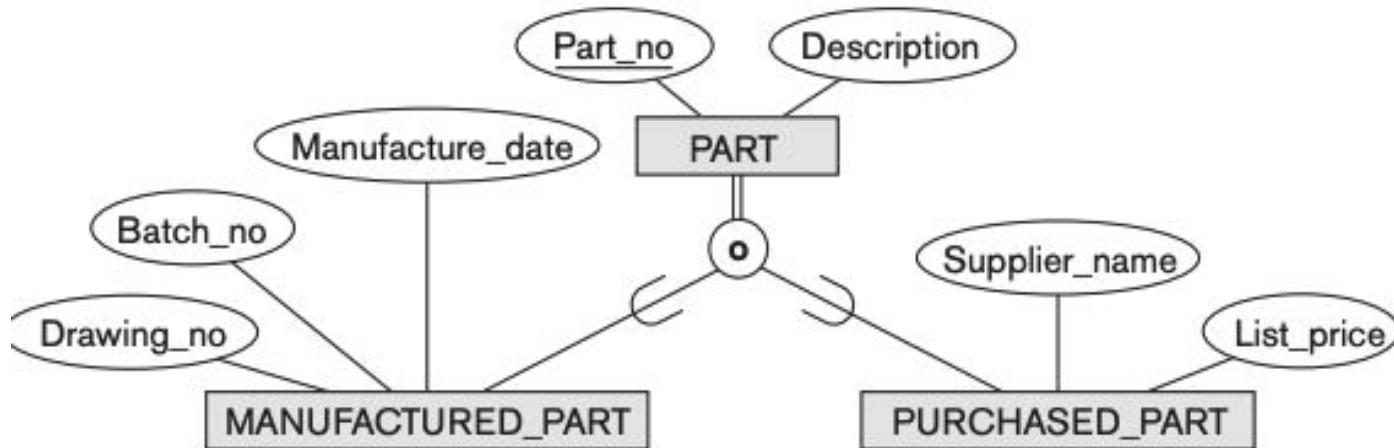 Part_no
Description
Manufacture_date
PART
Batch_no
o
Supplier_name
Drawing_no
List_price
MANUFACTURED_PART
PURCHASED_PART